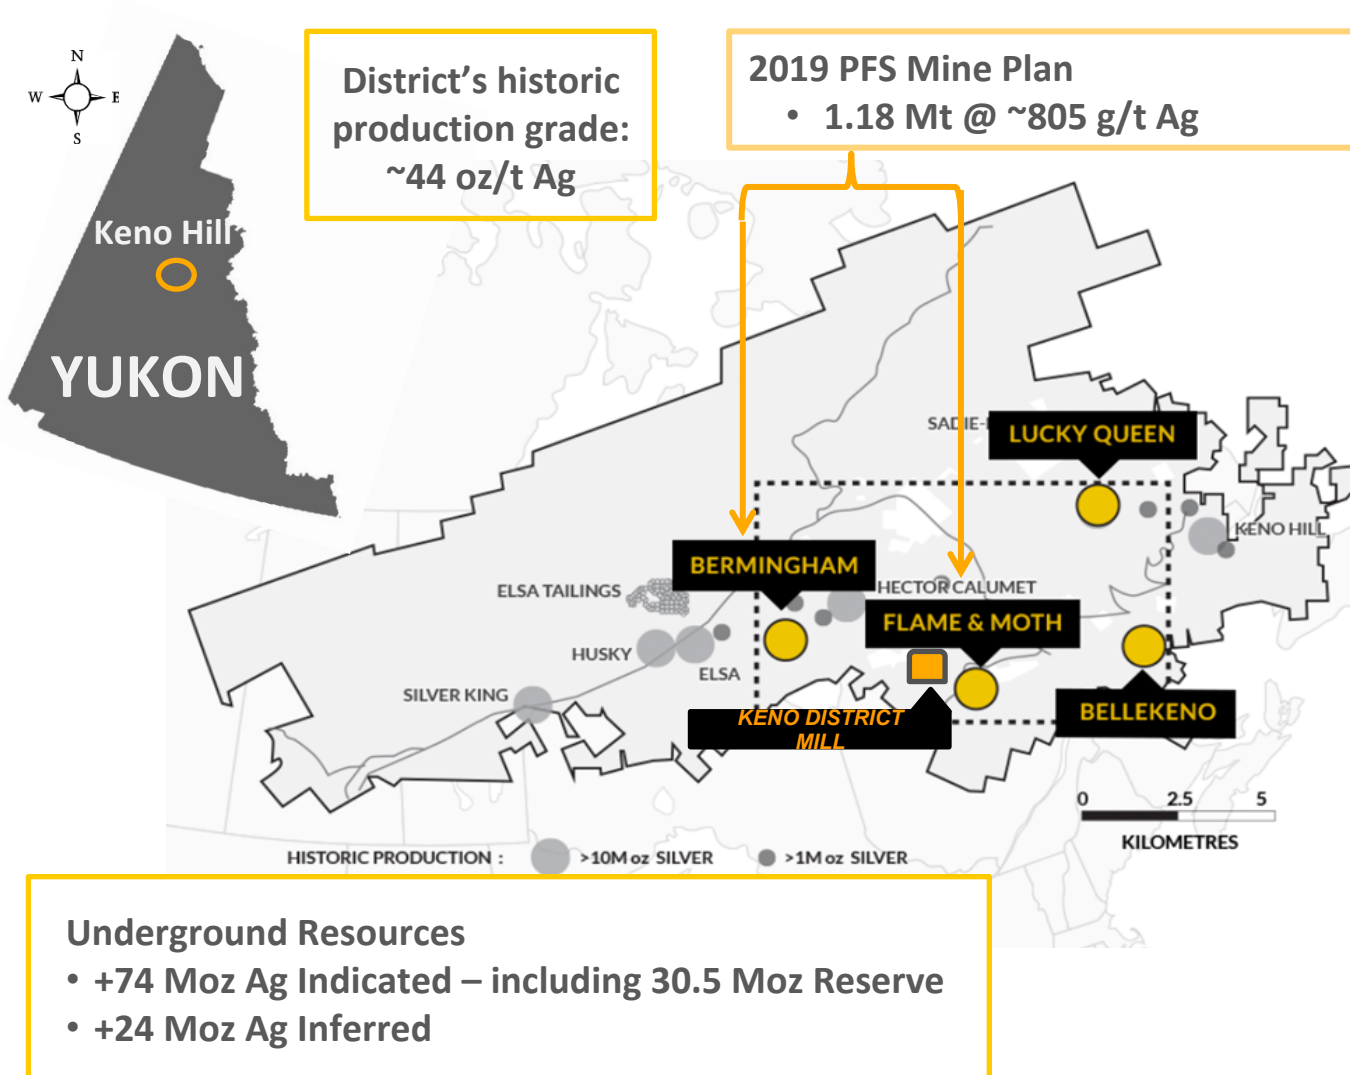 N
W E
S
District's historic
production grade:
~44 oz/t Ag
2019 PFS Mine Plan
• 1.18 Mt @ ~805 g/t Ag
Keno Hill
YUKON
SADIE-
LUCKY QUEEN
KENO HILL
BERMINGHAM
ELSA TAILINGS
HECTOR CALUMET
FLAME & MOTH
HUSKY
ELSA
SILVER KING
BELLEKENO
KENO DISTRICT
MILL
0 2.5 5
KILOMETRES
HISTORIC PRODUCTION : >10M oz SILVER >1M oz SILVER
Underground Resources
• +74 Moz Ag Indicated – including 30.5 Moz Reserve
• +24 Moz Ag Inferred